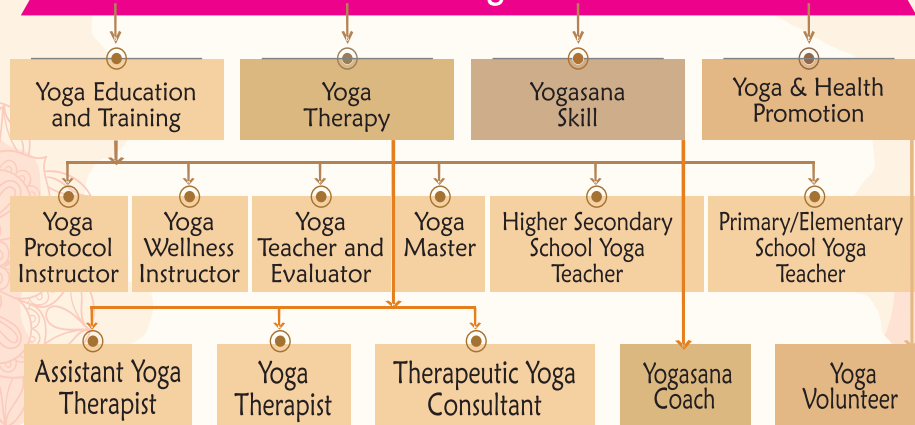 Yoga Education
and Training
Yoga
Therapy
Yogasana
Skill
Yoga & Health
Promotion
Yoga
Protocol
Instructor
Yoga
Wellness
Instructor
Yoga
Teacher and
Evaluator
Yoga
Master
Higher Secondary
School Yoga
Teacher
Primary/Elementary
School Yoga
Teacher
Assistant Yoga
Therapist
Yoga
Therapist
Therapeutic Yoga
Consultant
Yogasana
Coach
Yoga
Volunteer